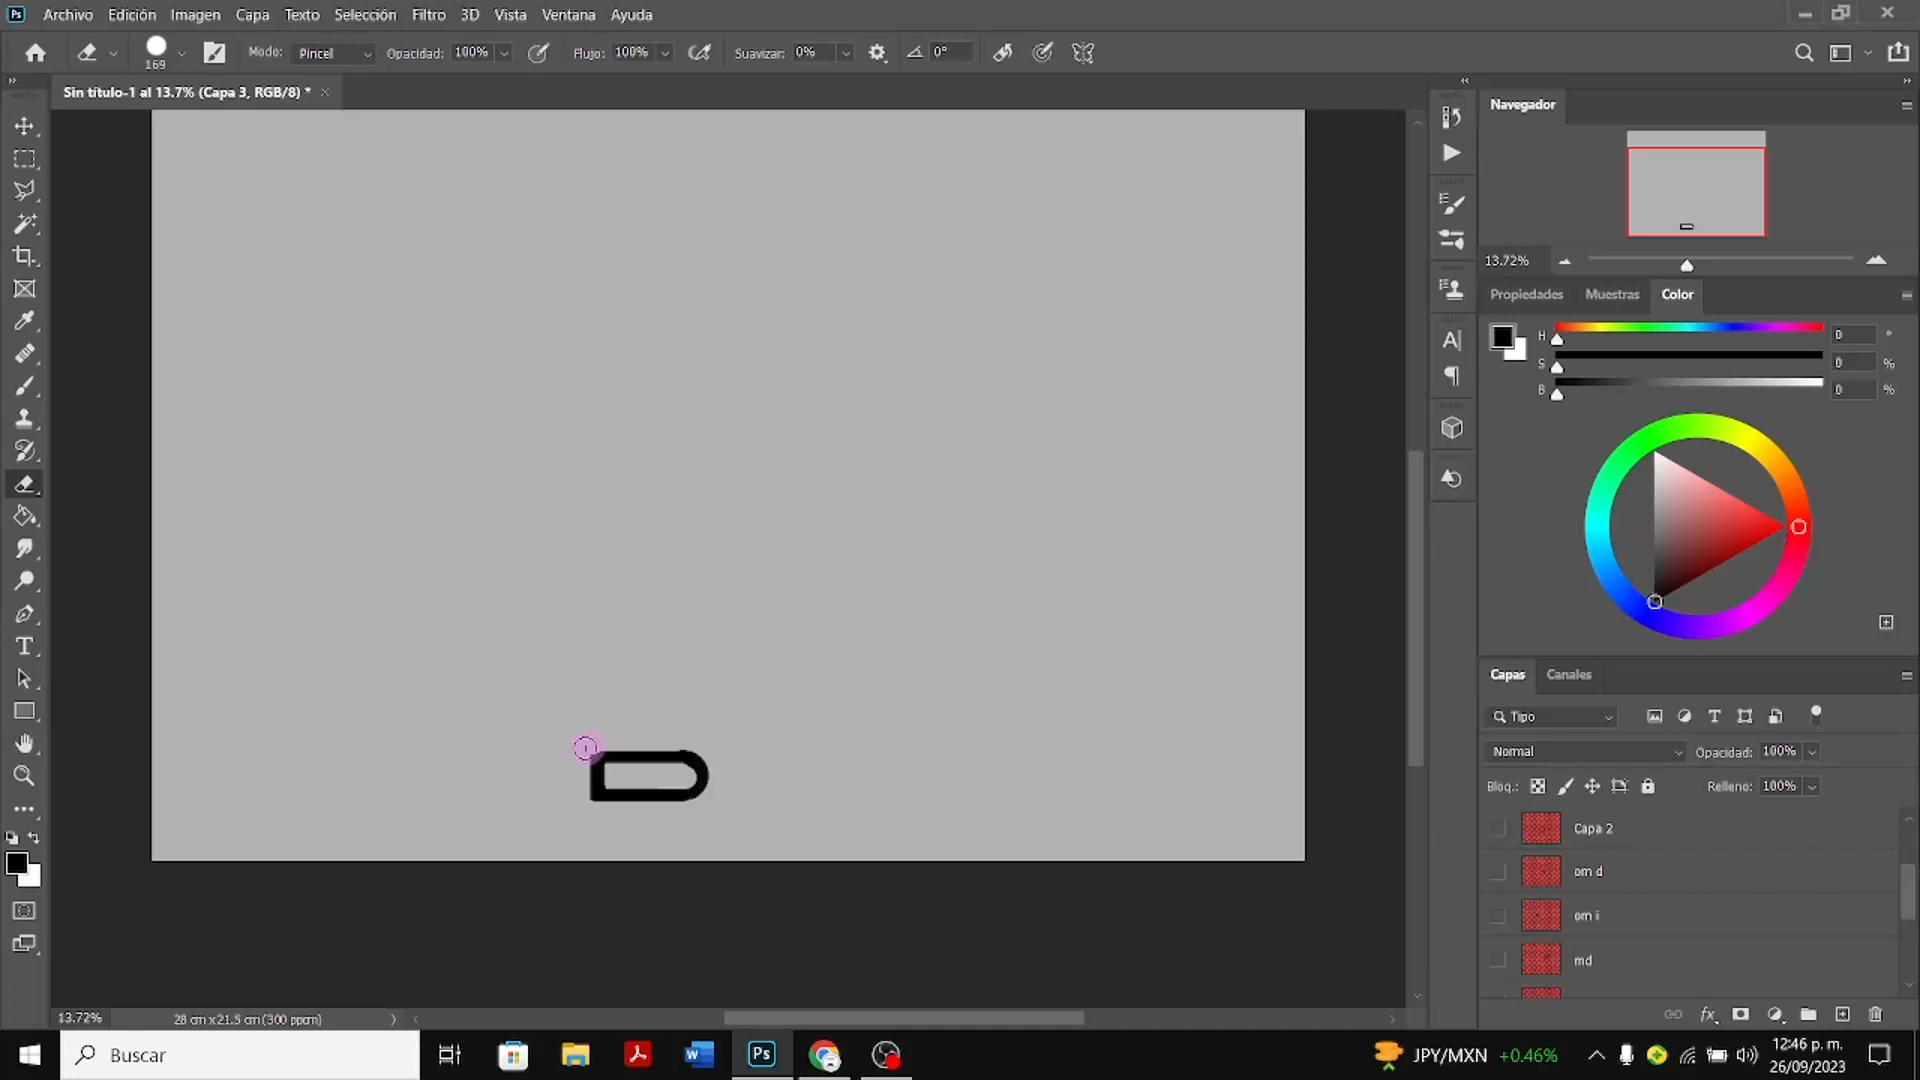 Ps Archivo Edición Imagen Capa Texto Selección Filtro 3D Vista Ventana Ayuda
169 Modo: Pincel Opacidad: 100% Flujo: 100% Suavizar: 0% 0°
Sin título-1 al 13.7% (Capa 3, RGB/8) *
Navegador
13.72%
Propiedades Muestras Color
H 0 °
S 0 %
B 0 %
Capas Canales
Tipo
Normal Opacidad: 100%
Bloq.: Relleno: 100%
Capa 2
om d
om i
md
13.72% 28 cm x 21.5 cm (300 ppcm)
Buscar
Ps
JPY/MXN +0.46%
12:46 p. m.
26/09/2023